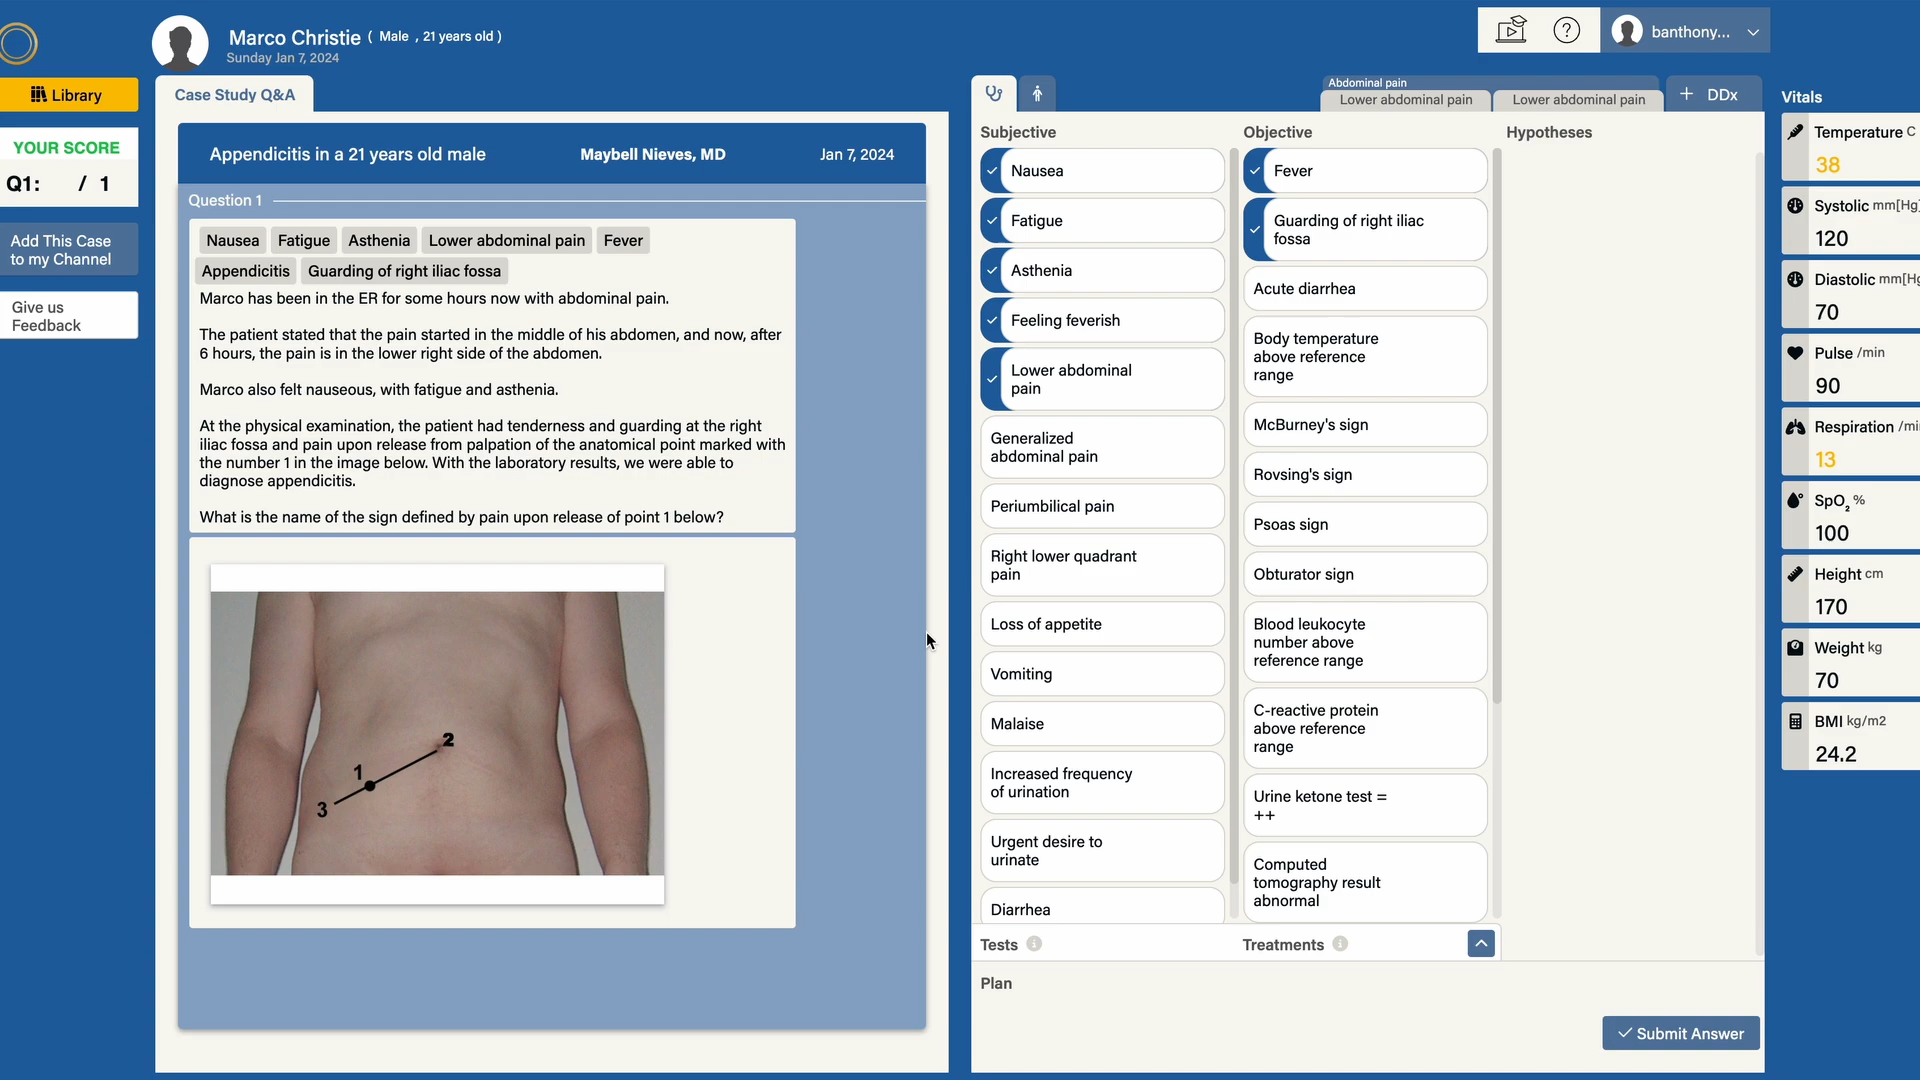 Marco Christie ( Male , 21 years old )
Sunday Jan 7, 2024
banthony...
Library
YOUR SCORE
Q1: / 1
Add This Case
to my Channel
Give us
Feedback
Case Study Q&A
Appendicitis in a 21 years old male Maybell Nieves, MD Jan 7, 2024
Question 1
Nausea Fatigue Asthenia Lower abdominal pain Fever
Appendicitis Guarding of right iliac fossa
Marco has been in the ER for some hours now with abdominal pain.
The patient stated that the pain started in the middle of his abdomen, and now, after
6 hours, the pain is in the lower right side of the abdomen.
Marco also felt nauseous, with fatigue and asthenia.
At the physical examination, the patient had tenderness and guarding at the right
iliac fossa and pain upon release from palpation of the anatomical point marked with
the number 1 in the image below. With the laboratory results, we were able to
diagnose appendicitis.
What is the name of the sign defined by pain upon release of point 1 below?
2
1
3
Abdominal pain
Lower abdominal pain Lower abdominal pain
+ DDx
Subjective
Nausea
Fatigue
Asthenia
Feeling feverish
Lower abdominal
pain
Generalized
abdominal pain
Periumbilical pain
Right lower quadrant
pain
Loss of appetite
Vomiting
Malaise
Increased frequency
of urination
Urgent desire to
urinate
Diarrhea
Objective
Fever
Guarding of right iliac
fossa
Acute diarrhea
Body temperature
above reference
range
McBurney's sign
Rovsing's sign
Psoas sign
Obturator sign
Blood leukocyte
number above
reference range
C-reactive protein
above reference
range
Urine ketone test =
++
Computed
tomography result
abnormal
Hypotheses
Tests Treatments
Plan
Submit Answer
Vitals
Temperature C
38
Systolic mm[Hg]
120
Diastolic mm[Hg
70
Pulse /min
90
Respiration /mi
13
SpO2 %
100
Height cm
170
Weight kg
70
BMI kg/m2
24.2